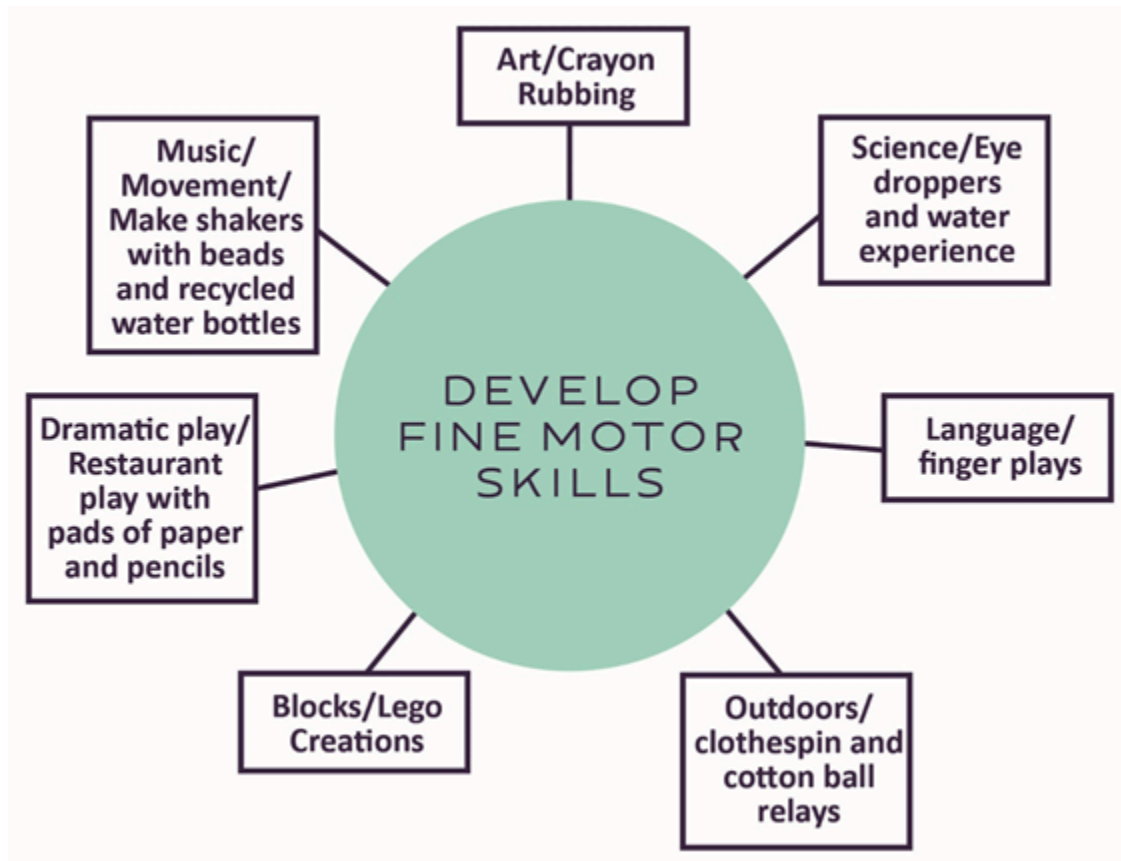 Art/Crayon
Rubbing
Science/Eye
droppers
and water
experience
Language/
finger plays
Outdoors/
clothespin and
cotton ball
relays
Blocks/Lego
Creations
Dramatic play/
Restaurant
play with
pads of paper
and pencils
Music/
Movement/
Make shakers
with beads
and recycled
water bottles
DEVELOP
FINE MOTOR
SKILLS